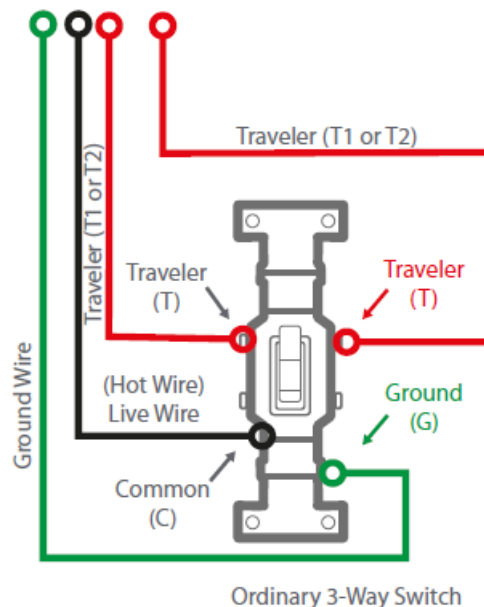 Traveler (T1 or T2)
Traveler (T1 or T2)
Traveler
(T)
Traveler
(T)
Ground Wire
(Hot Wire)
Live Wire
Ground
(G)
Common
(C)
Ordinary 3-Way Switch